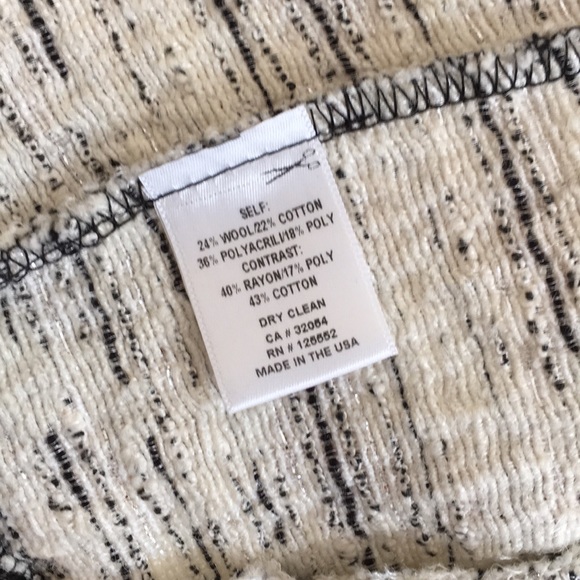 SELF:
24% WOOL/22% COTTON
36% POLYACRIL/18% POLY
CONTRAST:
40% RAYON/17% POLY
43% COTTON
DRY CLEAN
CA # 32054
RN # 125552
MADE IN THE USA